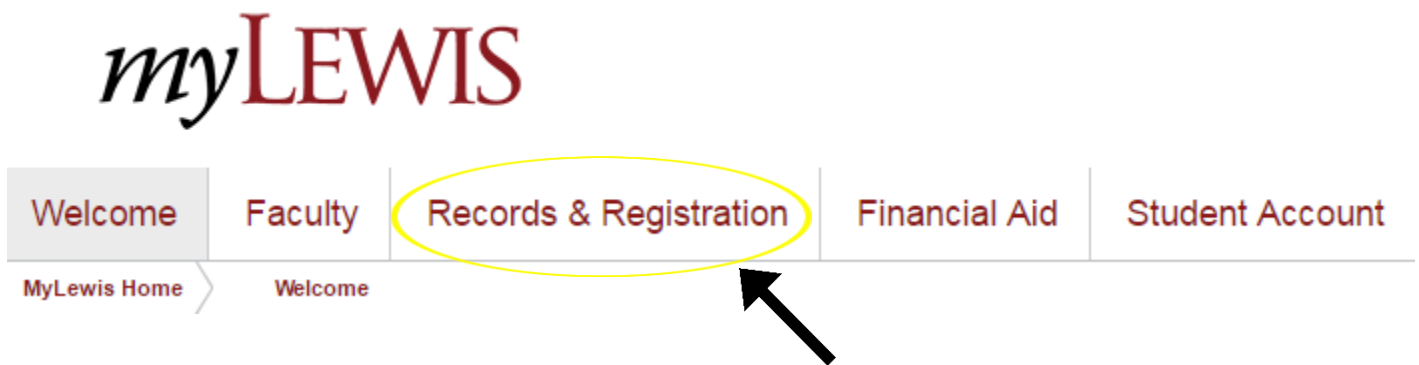 myLEWIS
Welcome Faculty Records & Registration Financial Aid Student Account
MyLewis Home Welcome